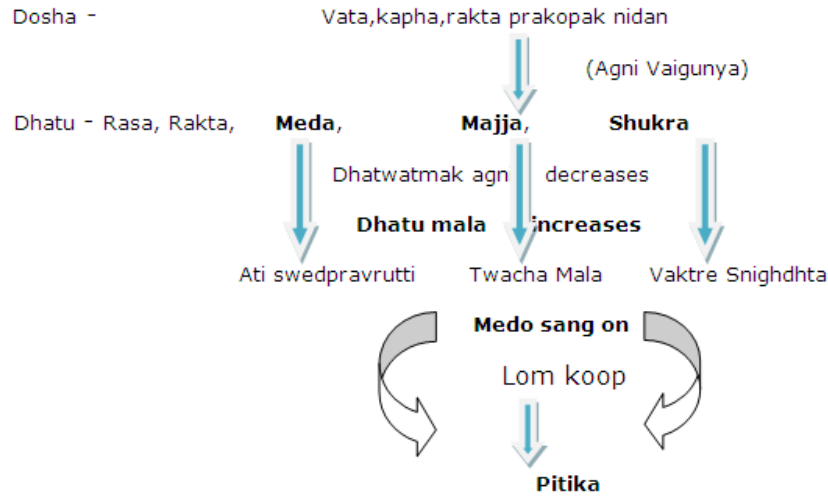 Dosha - Vata,kapha,rakta prakopak nidan
(Agni Vaigunya)
Dhatu - Rasa, Rakta, Meda, Majja, Shukra
Dhatwatmak agn decreases
Dhatu mala increases
Ati swedpravrutti Twacha Mala Vaktre Snighdhta
Medo sang on
Lom koop
Pitika